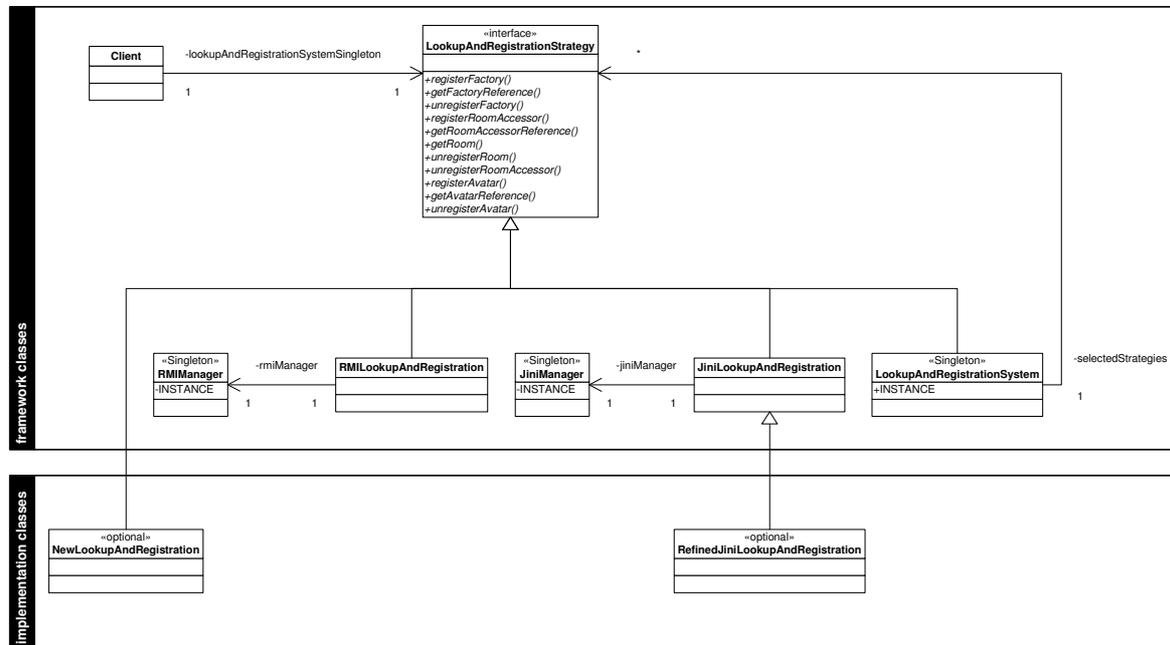 «interface»
LookupAndRegistrationStrategy
Client
-lookupAndRegistrationSystemSingleton
*
1
1
+registerFactory()
+getFactoryReference()
+unregisterFactory()
+registerRoomAccessor()
+getRoomAccessorReference()
+getRoom()
+unregisterRoom()
+unregisterRoomAccessor()
+registerAvatar()
+getAvatarReference()
+unregisterAvatar()
framework classes
«Singleton»
RMIManager
-INSTANCE
-rmiManager
1
1
RMILookupAndRegistration
«Singleton»
JiniManager
-INSTANCE
-jiniManager
1
1
JiniLookupAndRegistration
«Singleton»
LookupAndRegistrationSystem
+INSTANCE
-selectedStrategies
1
implementation classes
«optional»
NewLookupAndRegistration
«optional»
RefinedJiniLookupAndRegistration